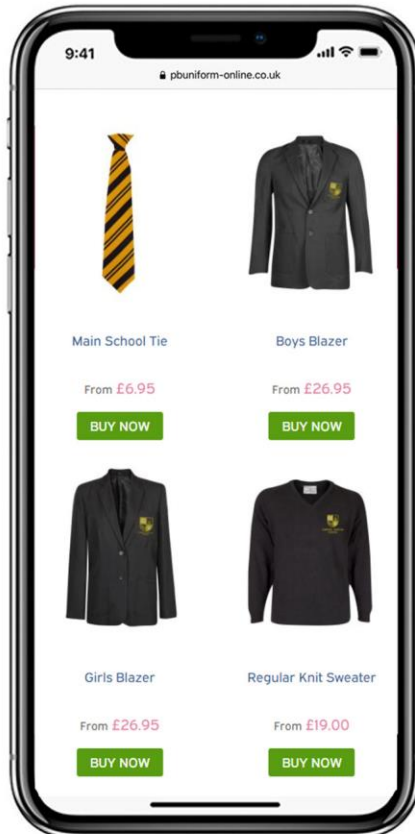 9:41
pbuniform-online.co.uk
Main School Tie
Boys Blazer
From £6.95
From £26.95
BUY NOW
BUY NOW
Girls Blazer
Regular Knit Sweater
From £26.95
From £19.00
BUY NOW
BUY NOW